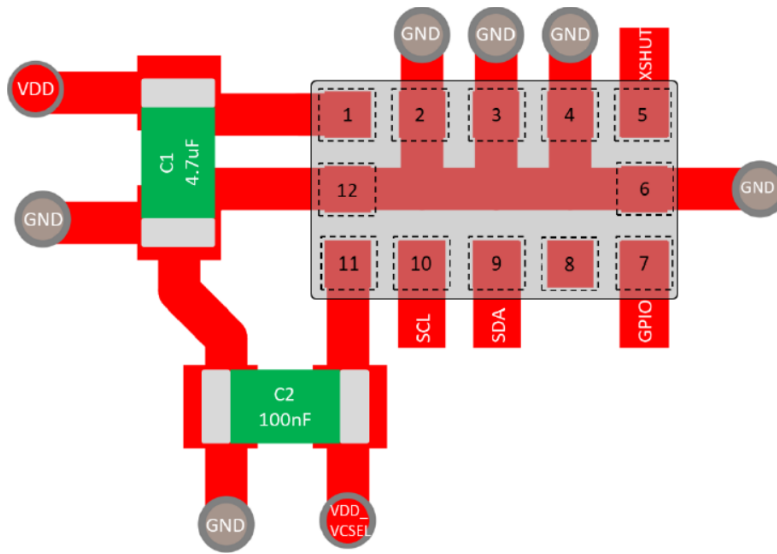 GND
GND
GND
XSHUT
VDD
1
2
3
4
5
C1
4.7uF
12
6
GND
GND
11
10
9
8
7
SCL
SDA
GPIO
C2
100nF
GND
VDD_
VCSEL